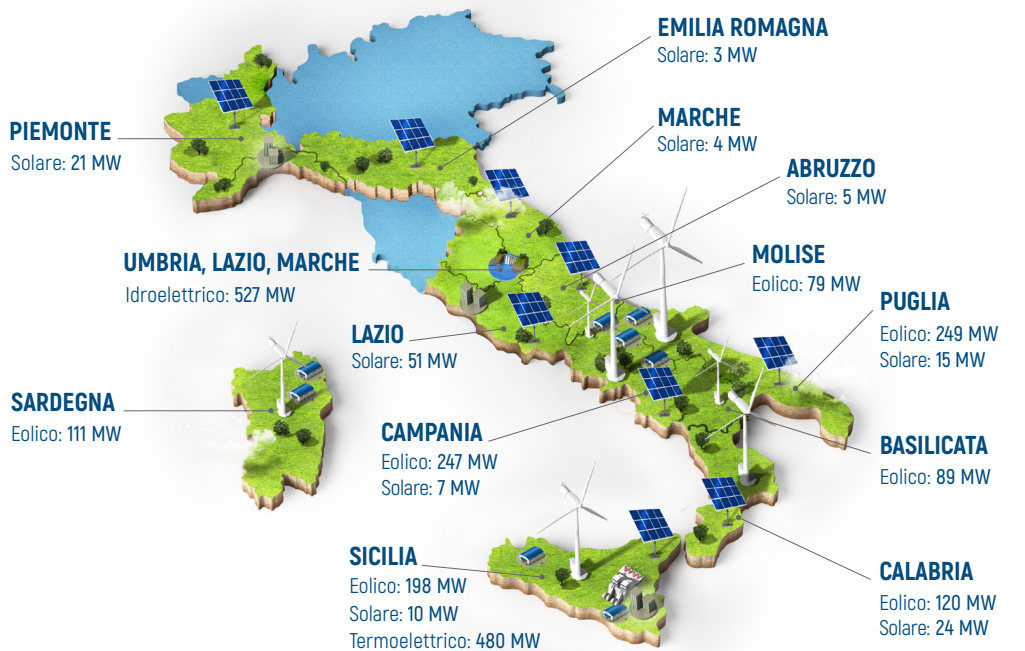 EMILIA ROMAGNA
Solare: 3 MW
MARCHE
Solare: 4 MW
PIEMONTE
Solare: 21 MW
ABRUZZO
Solare: 5 MW
MOLISE
Eolico: 79 MW
UMBRIA, LAZIO, MARCHE
Idroelettrico: 527 MW
PUGLIA
Eolico: 249 MW
Solare: 15 MW
LAZIO
Solare: 51 MW
SARDEGNA
Eolico: 111 MW
CAMPANIA
Eolico: 247 MW
Solare: 7 MW
BASILICATA
Eolico: 89 MW
SICILIA
Eolico: 198 MW
Solare: 10 MW
Termoelettrico: 480 MW
CALABRIA
Eolico: 120 MW
Solare: 24 MW